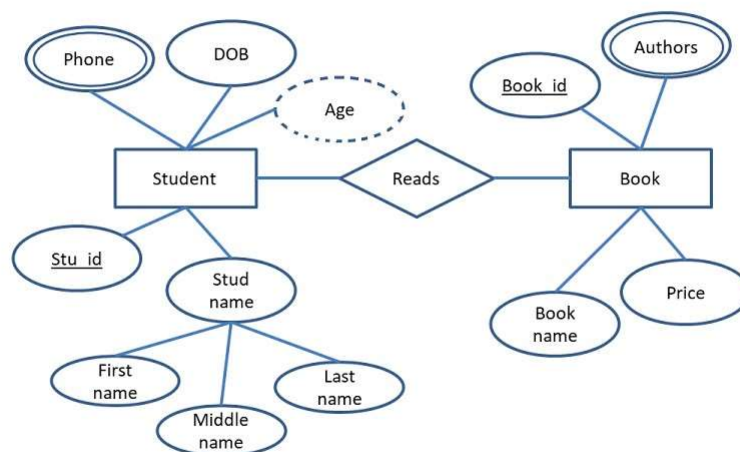 Phone
DOB
Authors
Book_id
Age
Student
Reads
Book
Stu_id
Stud
name
Price
Book
name
First
name
Last
name
Middle
name